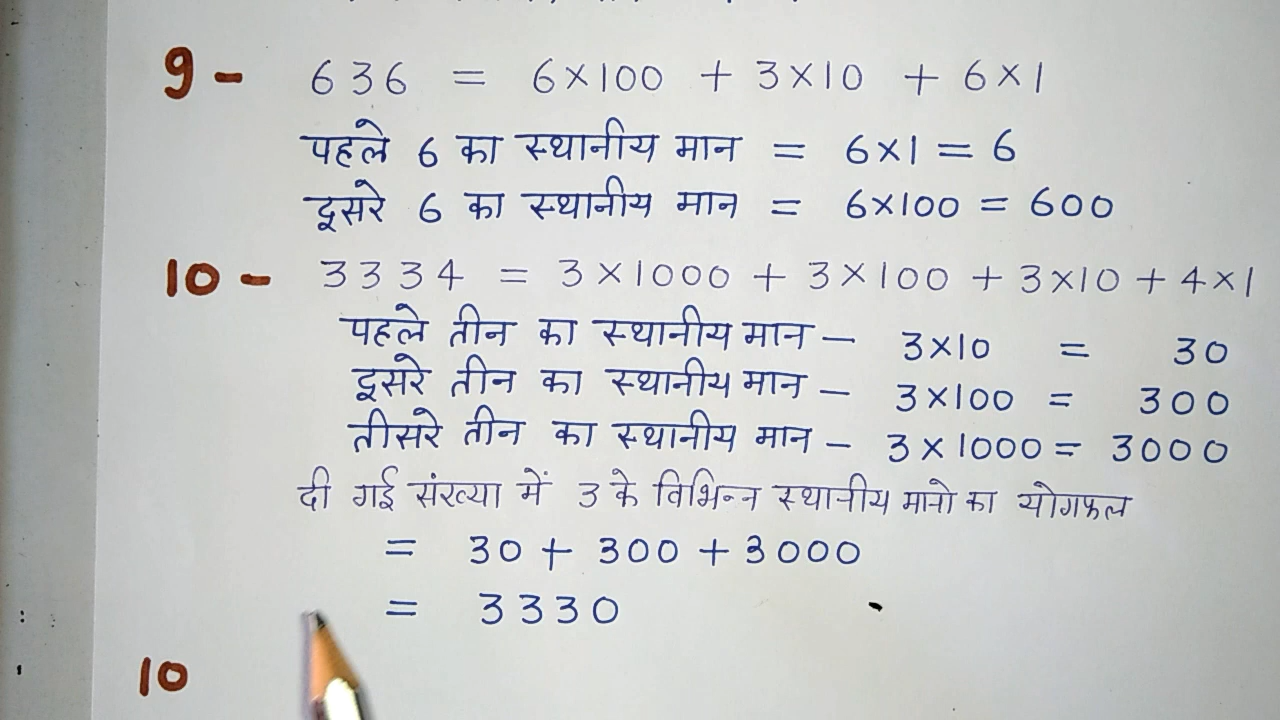 9- 636 = 6×100 + 3×10 + 6×1
पहले 6 का स्थानीय मान = 6×1 = 6
दूसरे 6 का स्थानीय मान = 6×100 = 600
10- 3334 = 3×1000 + 3×100 + 3×10 + 4×1
पहले तीन का स्थानीय मान - 3×10 = 30
दूसरे तीन का स्थानीय मान - 3×100 = 300
तीसरे तीन का स्थानीय मान - 3×1000 = 3000
दी गई संख्या में 3 के विभिन्न स्थानीय मानो का योगफल
= 30 + 300 + 3000
= 3330
10